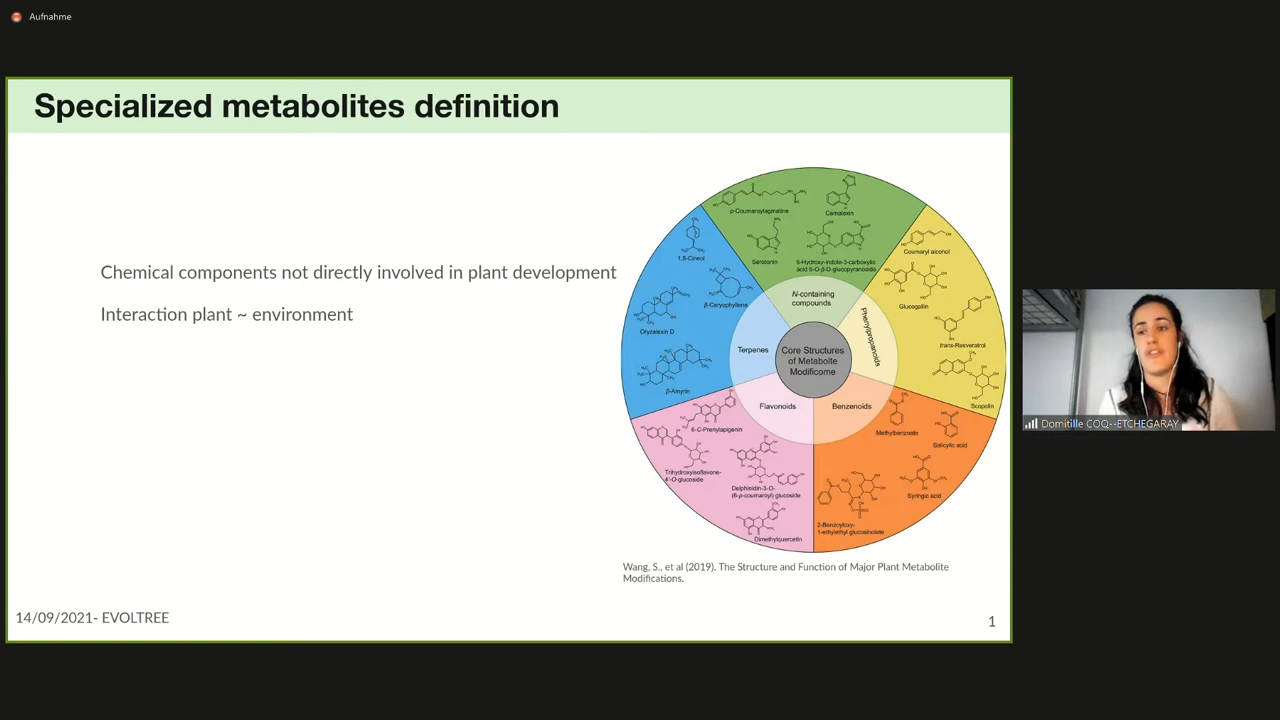 Aufnahme
Specialized metabolites definition
Chemical components not directly involved in plant development
Interaction plant ~ environment
p-Coumaroylagmatine
Camalexin
Serotonin
6-Hydroxy-indole-3-carboxylic
acid 6-O-β-D-glucopyranoside
1,8-Cineol
β-Caryophyllene
Oryzalexin D
β-Amyrin
Coumaryl alcohol
Glucogallin
trans-Resveratrol
Scopolin
N-containing
compounds
Phenylpropanoids
Terpenes
Core Structures
of Metabolte
Modificome
Flavonoids
Benzenoids
6-C-Prenylapigenin
Trihydroxyisoflavone-
4'-O-glucoside
Delphinidin-3-O-
(6-p-coumaroyl) glucoside
Dimethylquercetin
Methylbenzoate
Salicylic acid
Syringic acid
2-Benzoyloxy-
1-ethylethyl glucosinolate
Wang, S., et al (2019). The Structure and Function of Major Plant Metabolite
Modifications.
14/09/2021- EVOLTREE
1
Domitille COQ--ETCHEGARAY